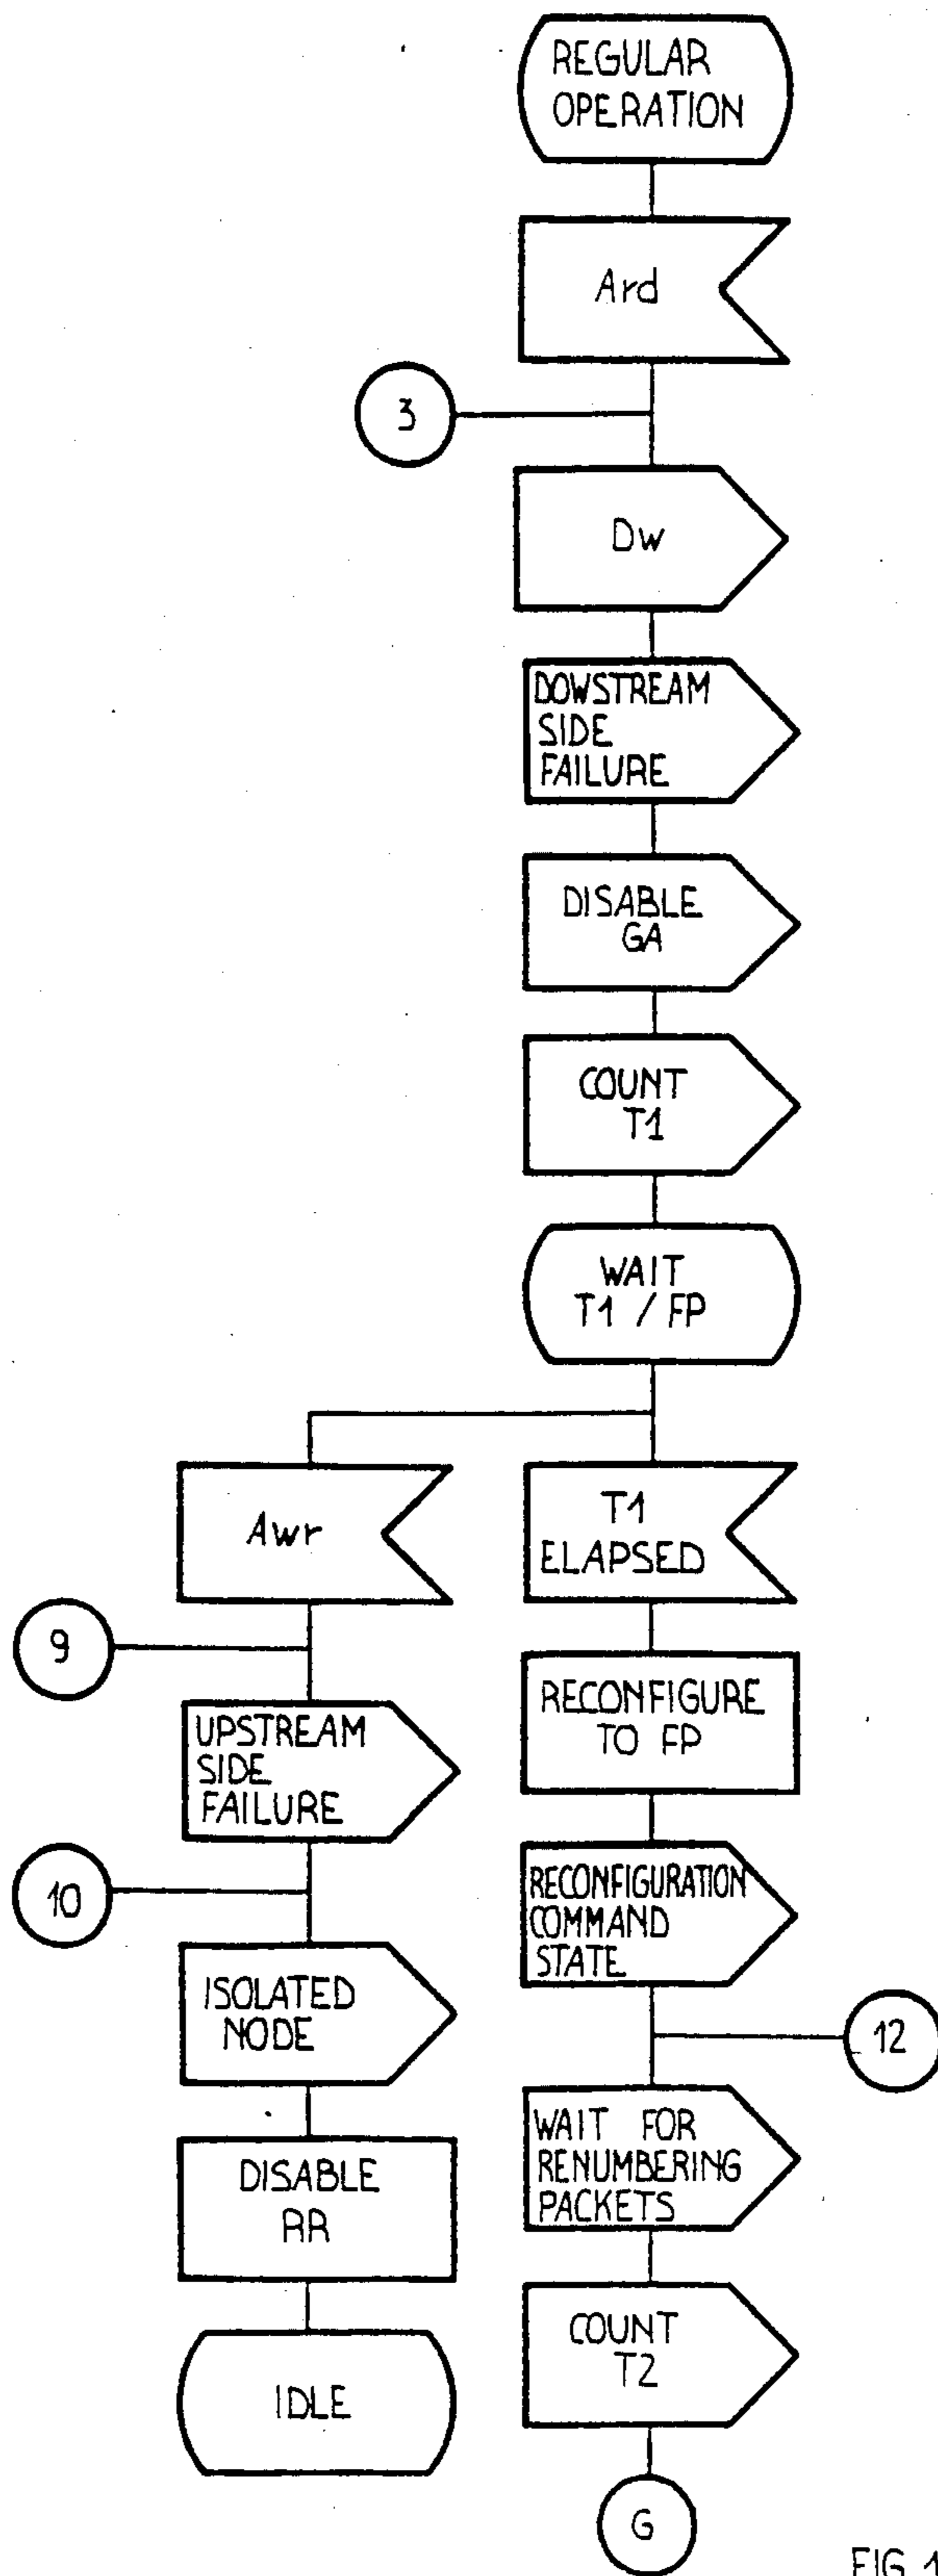 REGULAR
OPERATION
Ard
3
Dw
DOWSTREAM
SIDE
FAILURE
DISABLE
GA
COUNT
T1
WAIT
T1 / FP
Awr
T1
ELAPSED
9
RECONFIGURE
TO FP
UPSTREAM
SIDE
FAILURE
10
RECONFIGURATION
COMMAND
STATE
ISOLATED
NODE
12
WAIT FOR
RENUMBERING
PACKETS
DISABLE
RR
COUNT
T2
IDLE
G
FIG. 1